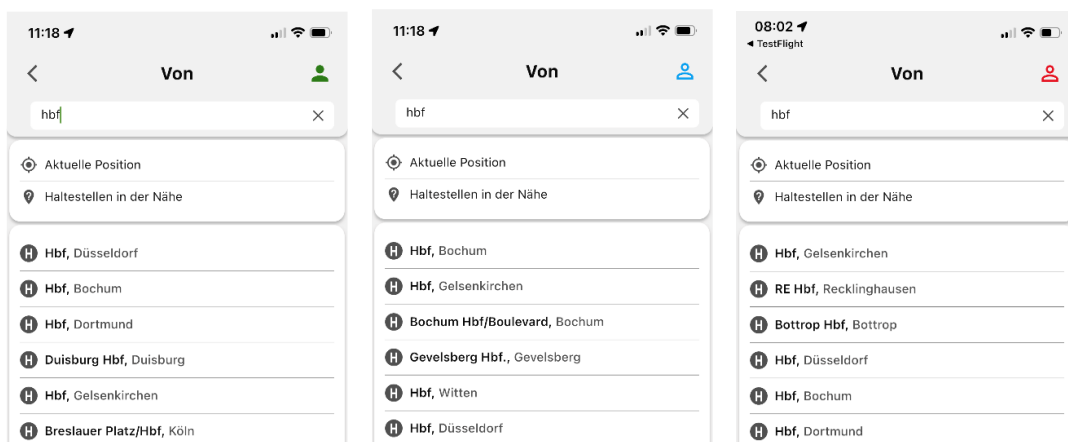 11:18
Von
hbf
Aktuelle Position
Haltestellen in der Nähe
H Hbf, Düsseldorf
H Hbf, Bochum
H Hbf, Dortmund
H Duisburg Hbf, Duisburg
H Hbf, Gelsenkirchen
H Breslauer Platz/Hbf, Köln
11:18
Von
hbf
Aktuelle Position
Haltestellen in der Nähe
H Hbf, Bochum
H Hbf, Gelsenkirchen
H Bochum Hbf/Boulevard, Bochum
H Gevelsberg Hbf., Gevelsberg
H Hbf, Witten
H Hbf, Düsseldorf
08:02
TestFlight
Von
hbf
Aktuelle Position
Haltestellen in der Nähe
H Hbf, Gelsenkirchen
H RE Hbf, Recklinghausen
H Bottrop Hbf, Bottrop
H Hbf, Düsseldorf
H Hbf, Bochum
H Hbf, Dortmund